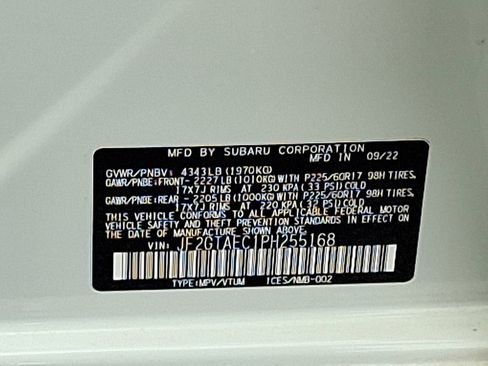 MFD BY SUBARU CORPORATION
GVWR/PNBV: 4343LB (1970KG) IN 09/22
GAWR/PNBE:FRONT- 2227LB(1010KG)WITH P225/60R17 98H TIRES
17X7J RIMS AT 230 KPA( 33 PSI)COLD
GAWR/PNBE:REAR - 2205LB(1000KG)WITH P225/60R17 98H TIRES
17X7J RIMS AT 220 KPA( 32 PSI)COLD
THIS VEHICLE CONFORMS TO ALL APPLICABLE FEDERAL MOTOR
VEHICLE SAFETY AND BUMPER STANDARDS IN EFFECT ON
THE DATE OF MANUFACTURE SHOWN ABOVE.
VIN: JF2GTAEC1PH255168
TYPE:MPV/VTUM ICES/NMB-002